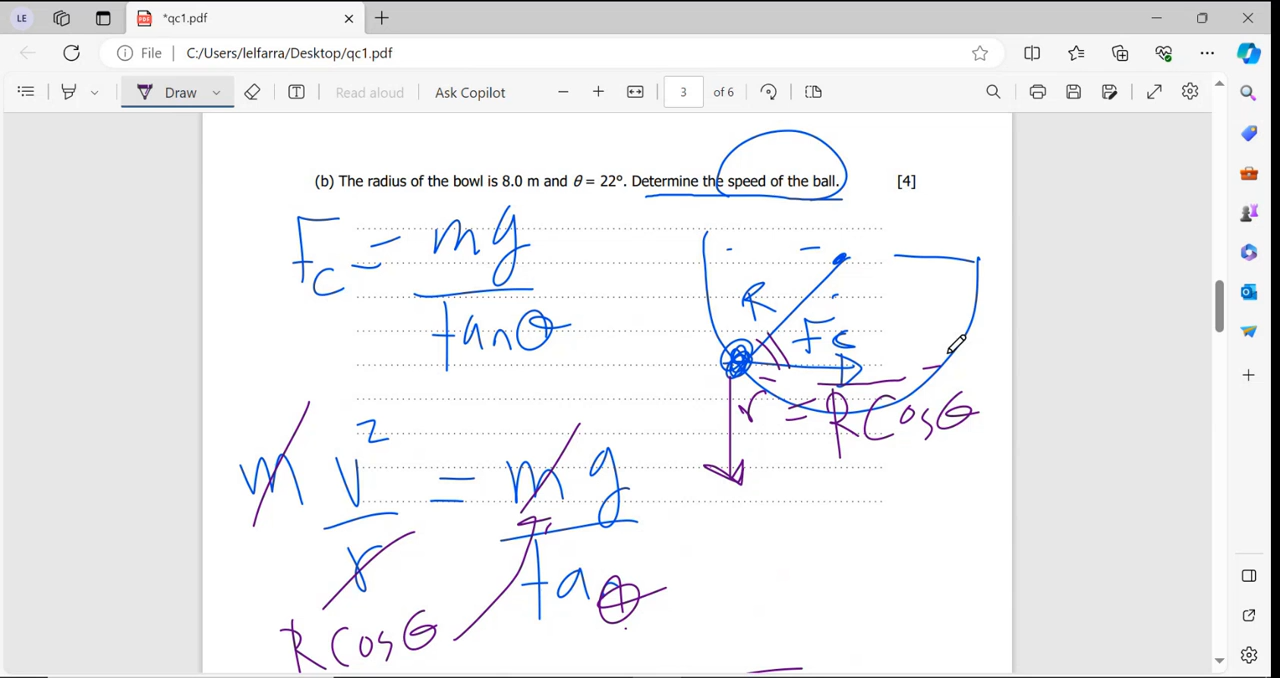 LE
*qc1.pdf
File
C:/Users/lelfarra/Desktop/qc1.pdf
Draw
Read aloud
Ask Copilot
3
of 6
(b) The radius of the bowl is 8.0 m and θ = 22°. Determine the speed of the ball. [4]
Fc = mg / tanθ
R
Fc
r = R Cosθ
m v² / r = mg / taθ
R Cosθ